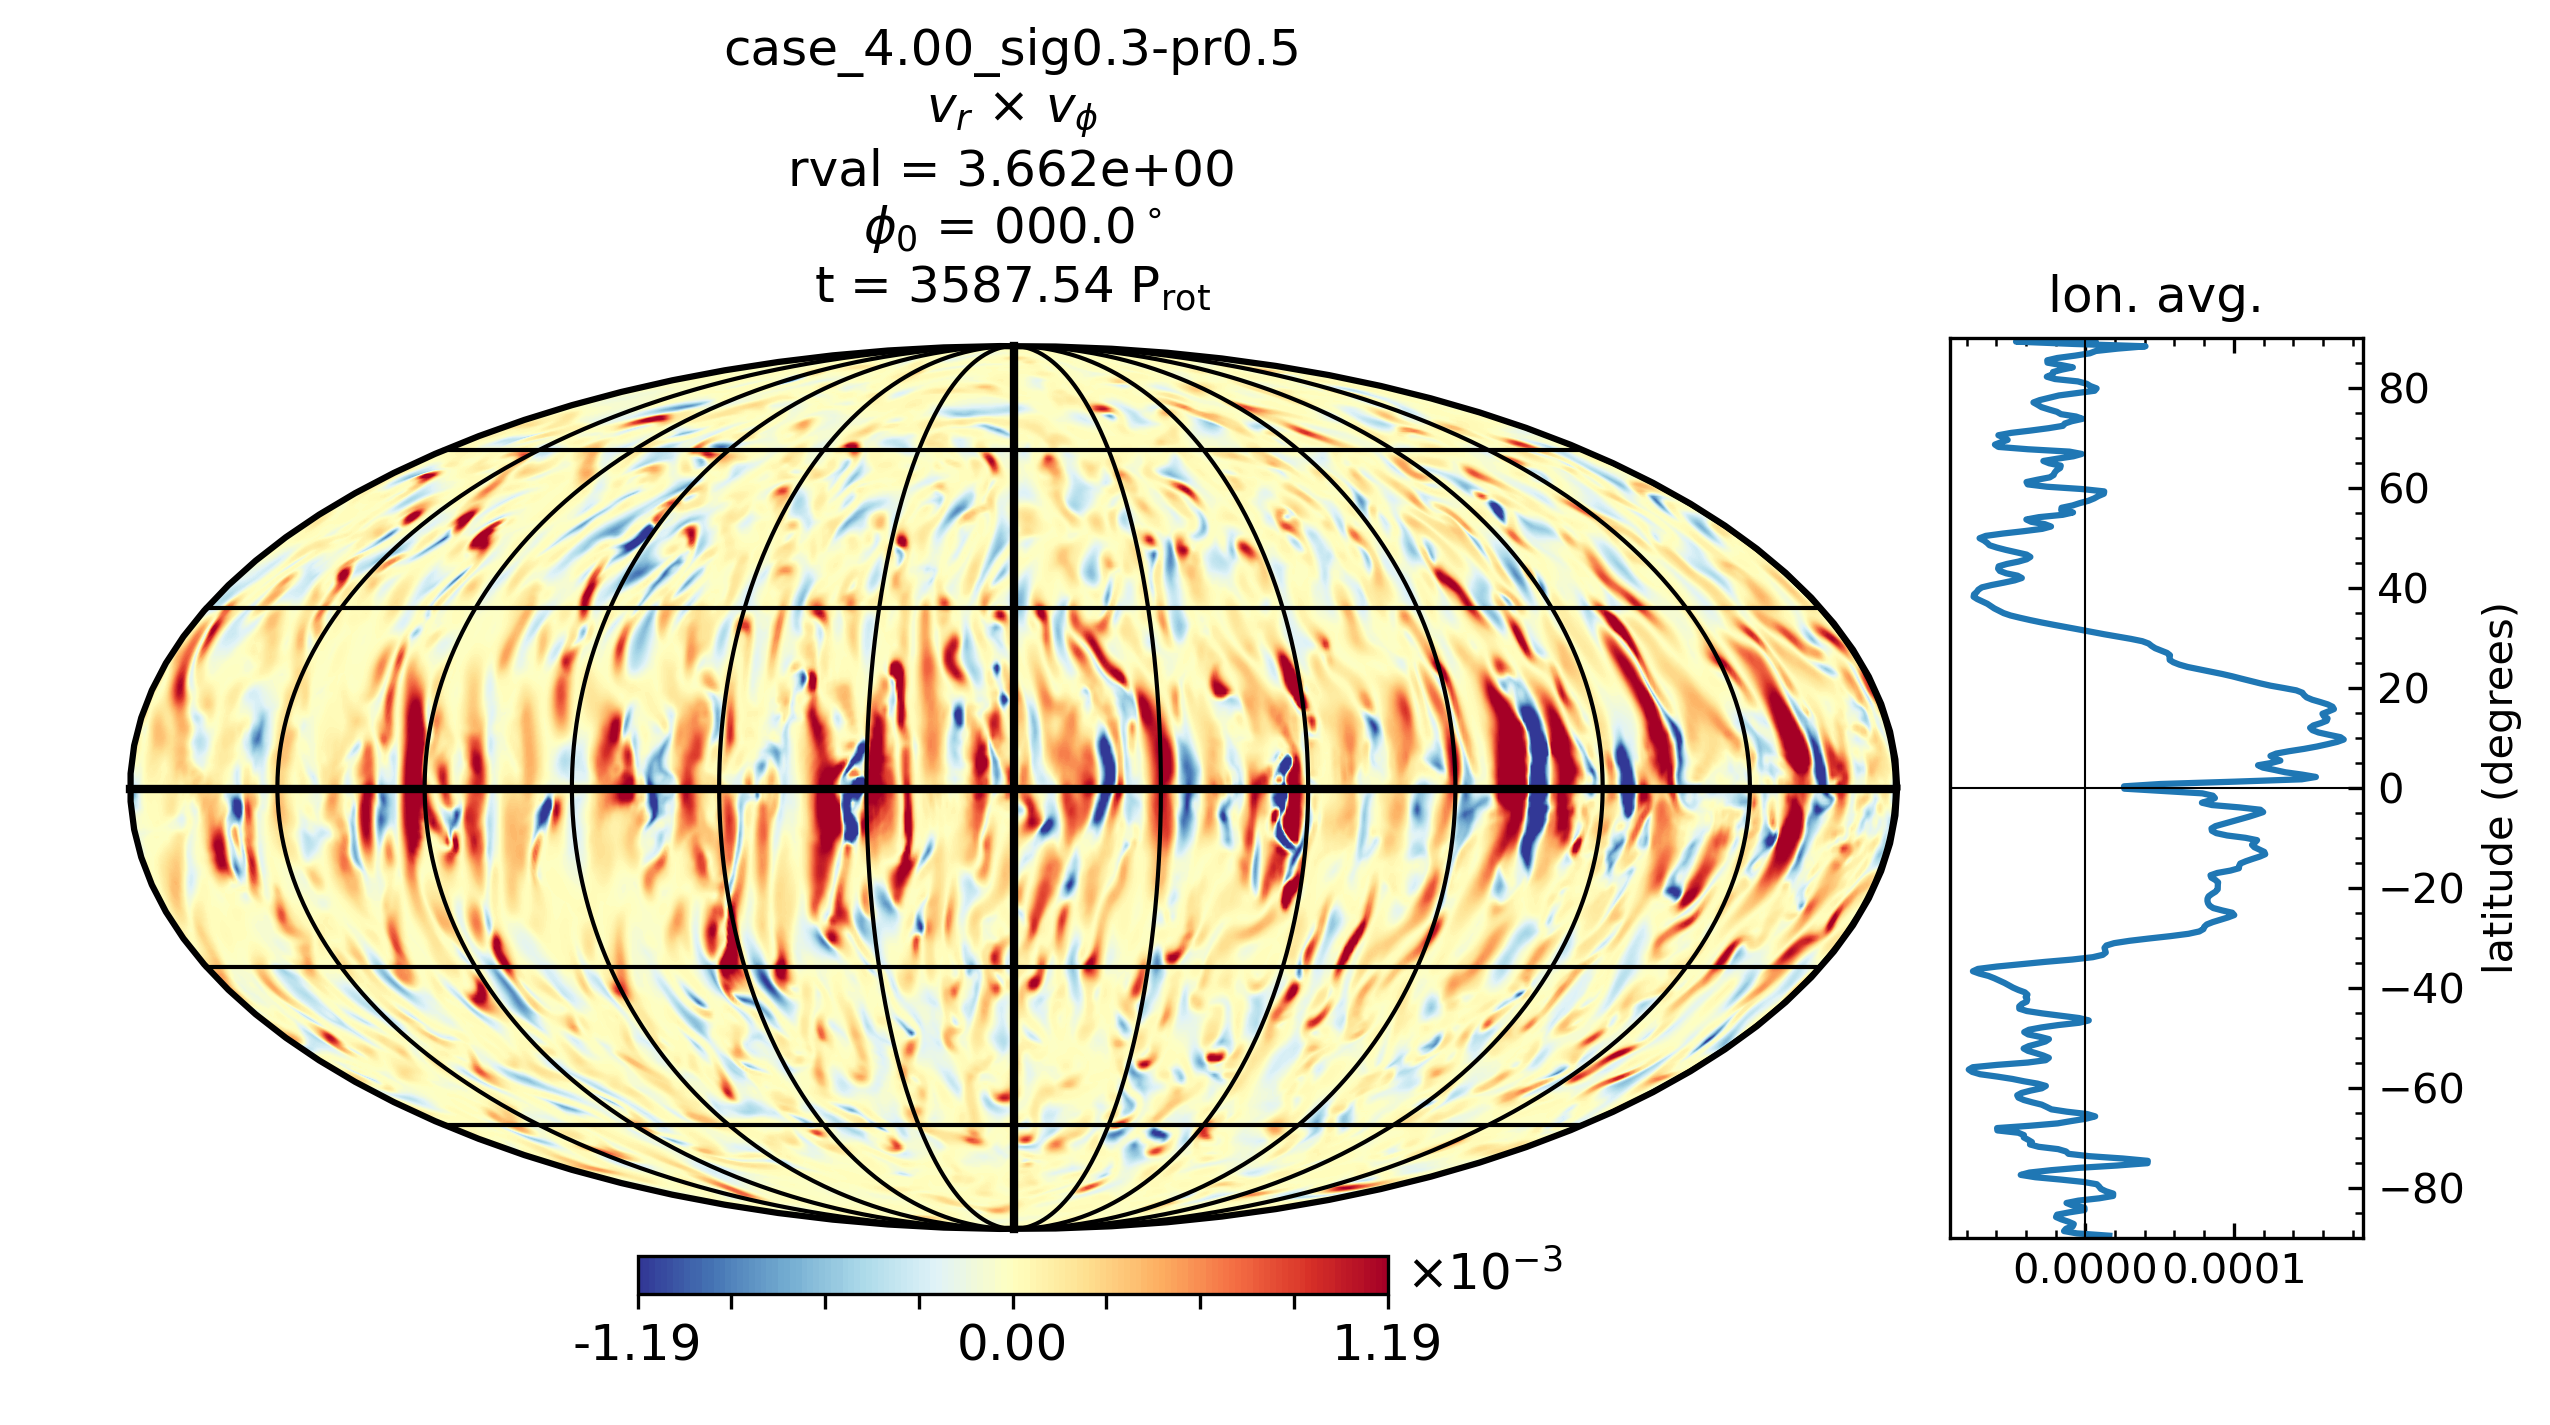 case_4.00_sig0.3-pr0.5
v_r × v_ϕ
rval = 3.662e+00
ϕ_0 = 000.0°
t = 3587.54 P_rot
lon. avg.
80
60
40
20
0
−20
−40
−60
−80
latitude (degrees)
0.0000 0.0001
×10^−3
-1.19 0.00 1.19